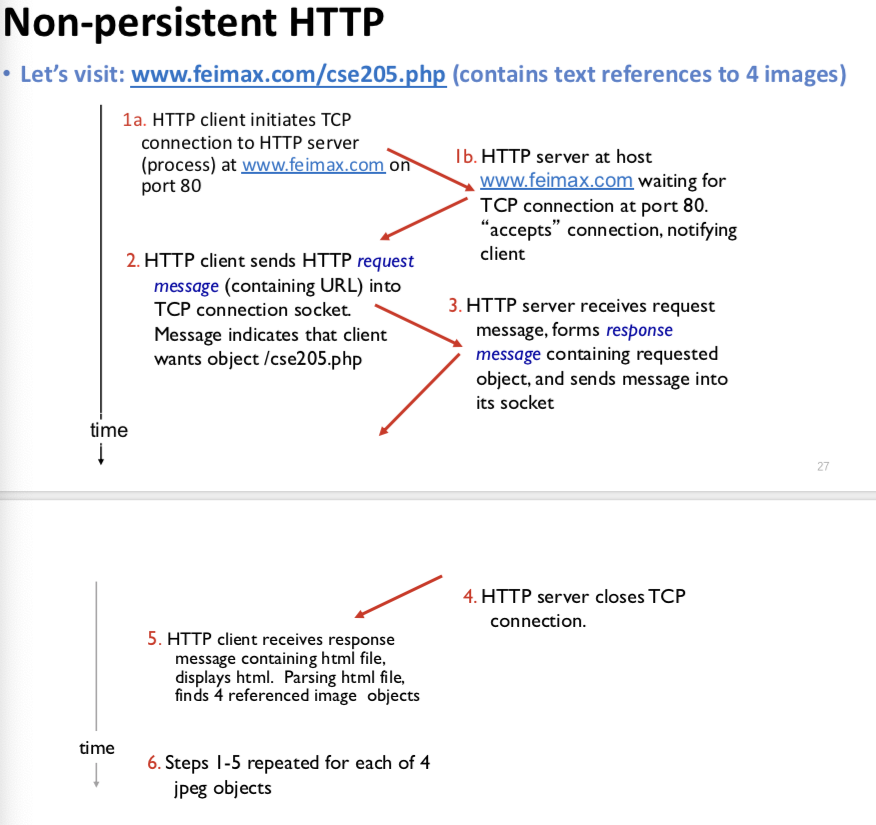 Non-persistent HTTP
• Let's visit: www.feimax.com/cse205.php (contains text references to 4 images)
1a. HTTP client initiates TCP
connection to HTTP server
(process) at www.feimax.com on
port 80
1b. HTTP server at host
www.feimax.com waiting for
TCP connection at port 80.
“accepts” connection, notifying
client
2. HTTP client sends HTTP request
message (containing URL) into
TCP connection socket.
Message indicates that client
wants object /cse205.php
3. HTTP server receives request
message, forms response
message containing requested
object, and sends message into
its socket
time
27
4. HTTP server closes TCP
connection.
5. HTTP client receives response
message containing html file,
displays html. Parsing html file,
finds 4 referenced image objects
time
6. Steps 1-5 repeated for each of 4
jpeg objects